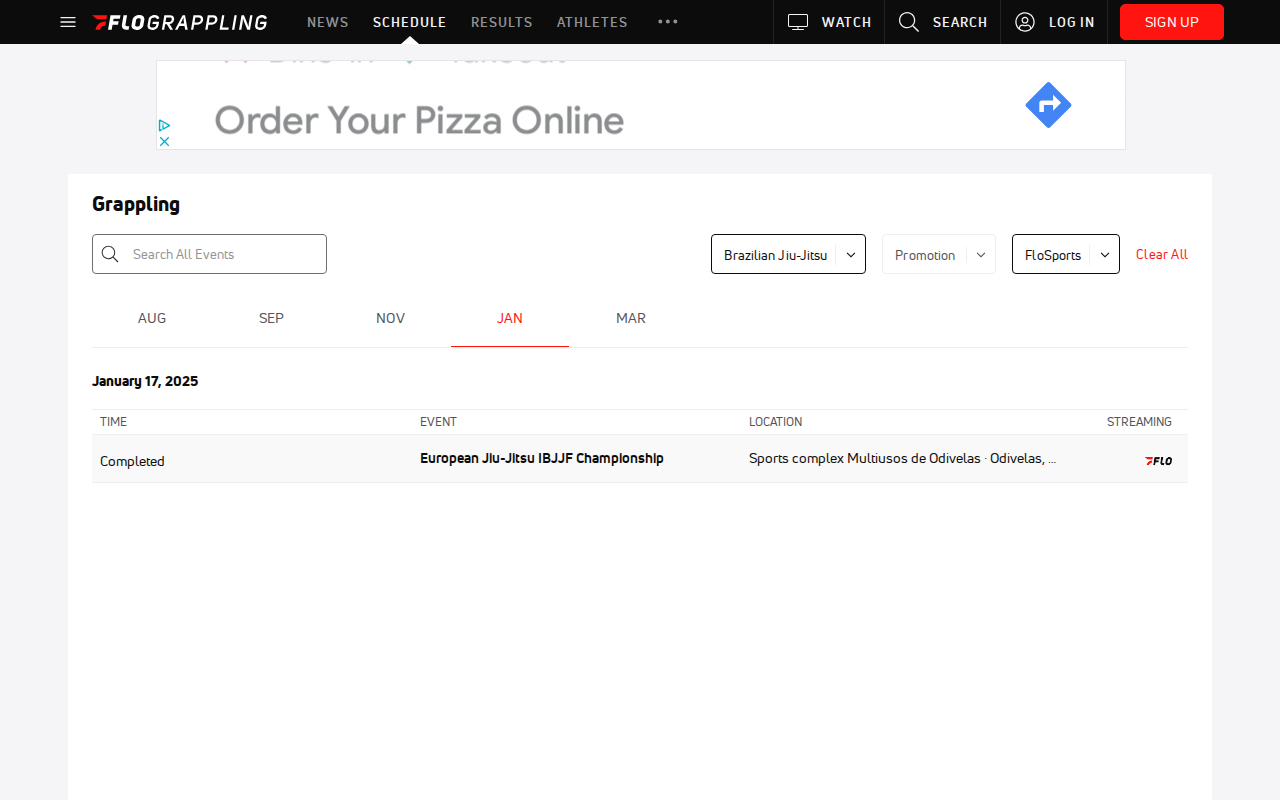 FLOGRAPPLING NEWS SCHEDULE RESULTS ATHLETES WATCH SEARCH LOG IN SIGN UP
Order Your Pizza Online
Grappling
Search All Events Brazilian Jiu-Jitsu Promotion FloSports Clear All
AUG SEP NOV JAN MAR
January 17, 2025
TIME EVENT LOCATION STREAMING
Completed European Jiu-Jitsu IBJJF Championship Sports complex Multiusos de Odivelas · Odivelas, ... FLO